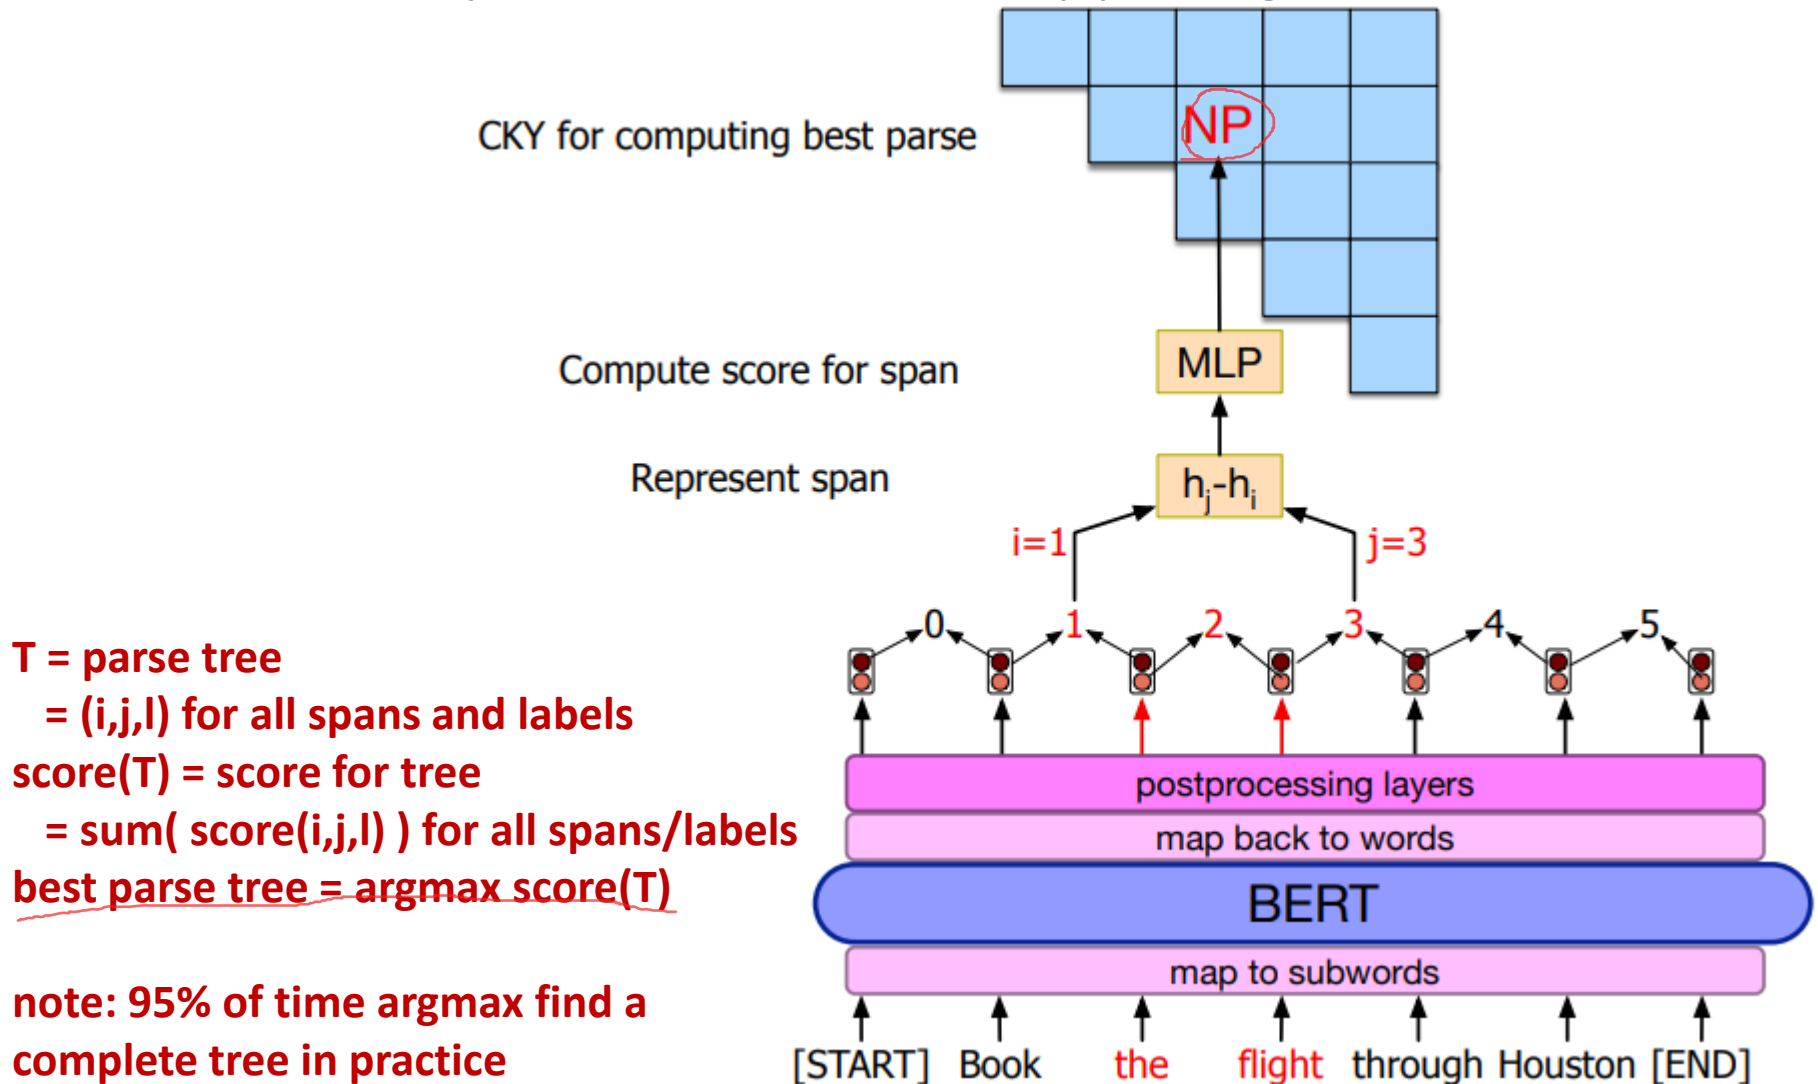 CKY for computing best parse
NP
Compute score for span
MLP
Represent span
hj-hi
i=1
j=3
0 1 2 3 4 5
T = parse tree
= (i,j,l) for all spans and labels
score(T) = score for tree
= sum( score(i,j,l) ) for all spans/labels
best parse tree = argmax score(T)
note: 95% of time argmax find a
complete tree in practice
postprocessing layers
map back to words
BERT
map to subwords
[START] Book the flight through Houston [END]